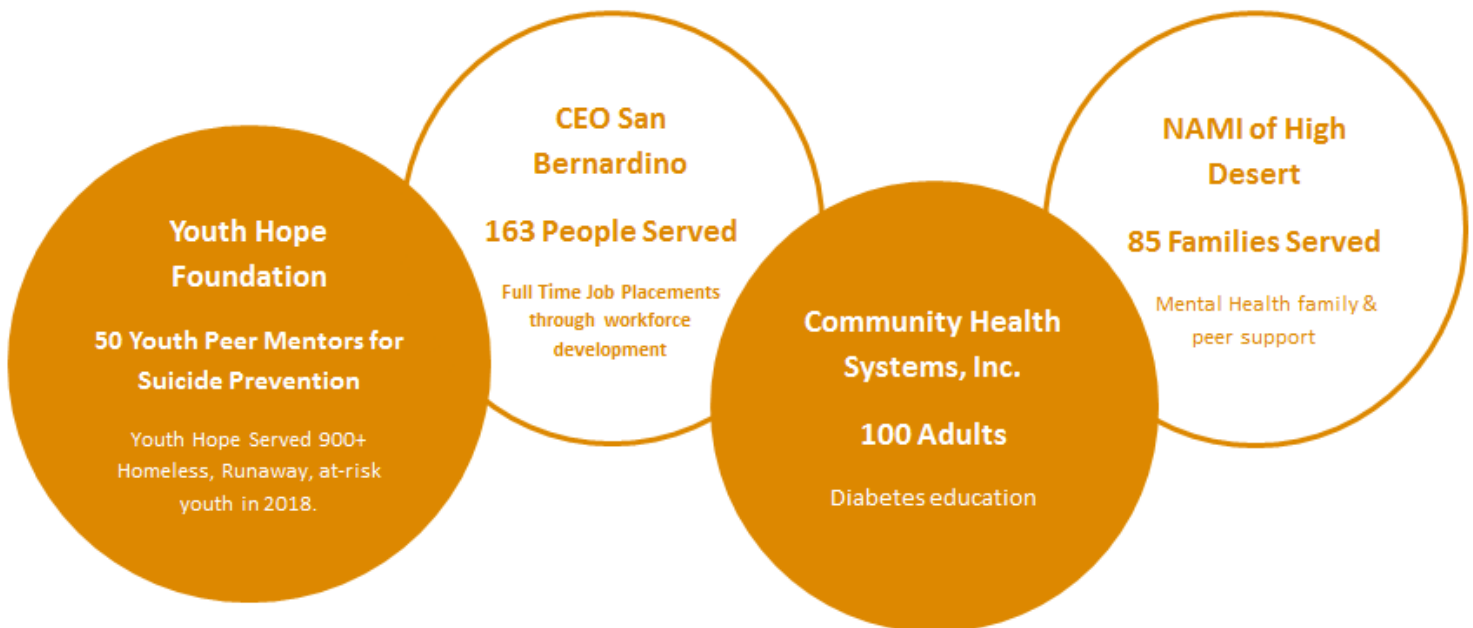 Youth Hope
Foundation
50 Youth Peer Mentors for
Suicide Prevention
Youth Hope Served 900+
Homeless, Runaway, at-risk
youth in 2018.
CEO San
Bernardino
163 People Served
Full Time Job Placements
through workforce
development
Community Health
Systems, Inc.
100 Adults
Diabetes education
NAMI of High
Desert
85 Families Served
Mental Health family &
peer support